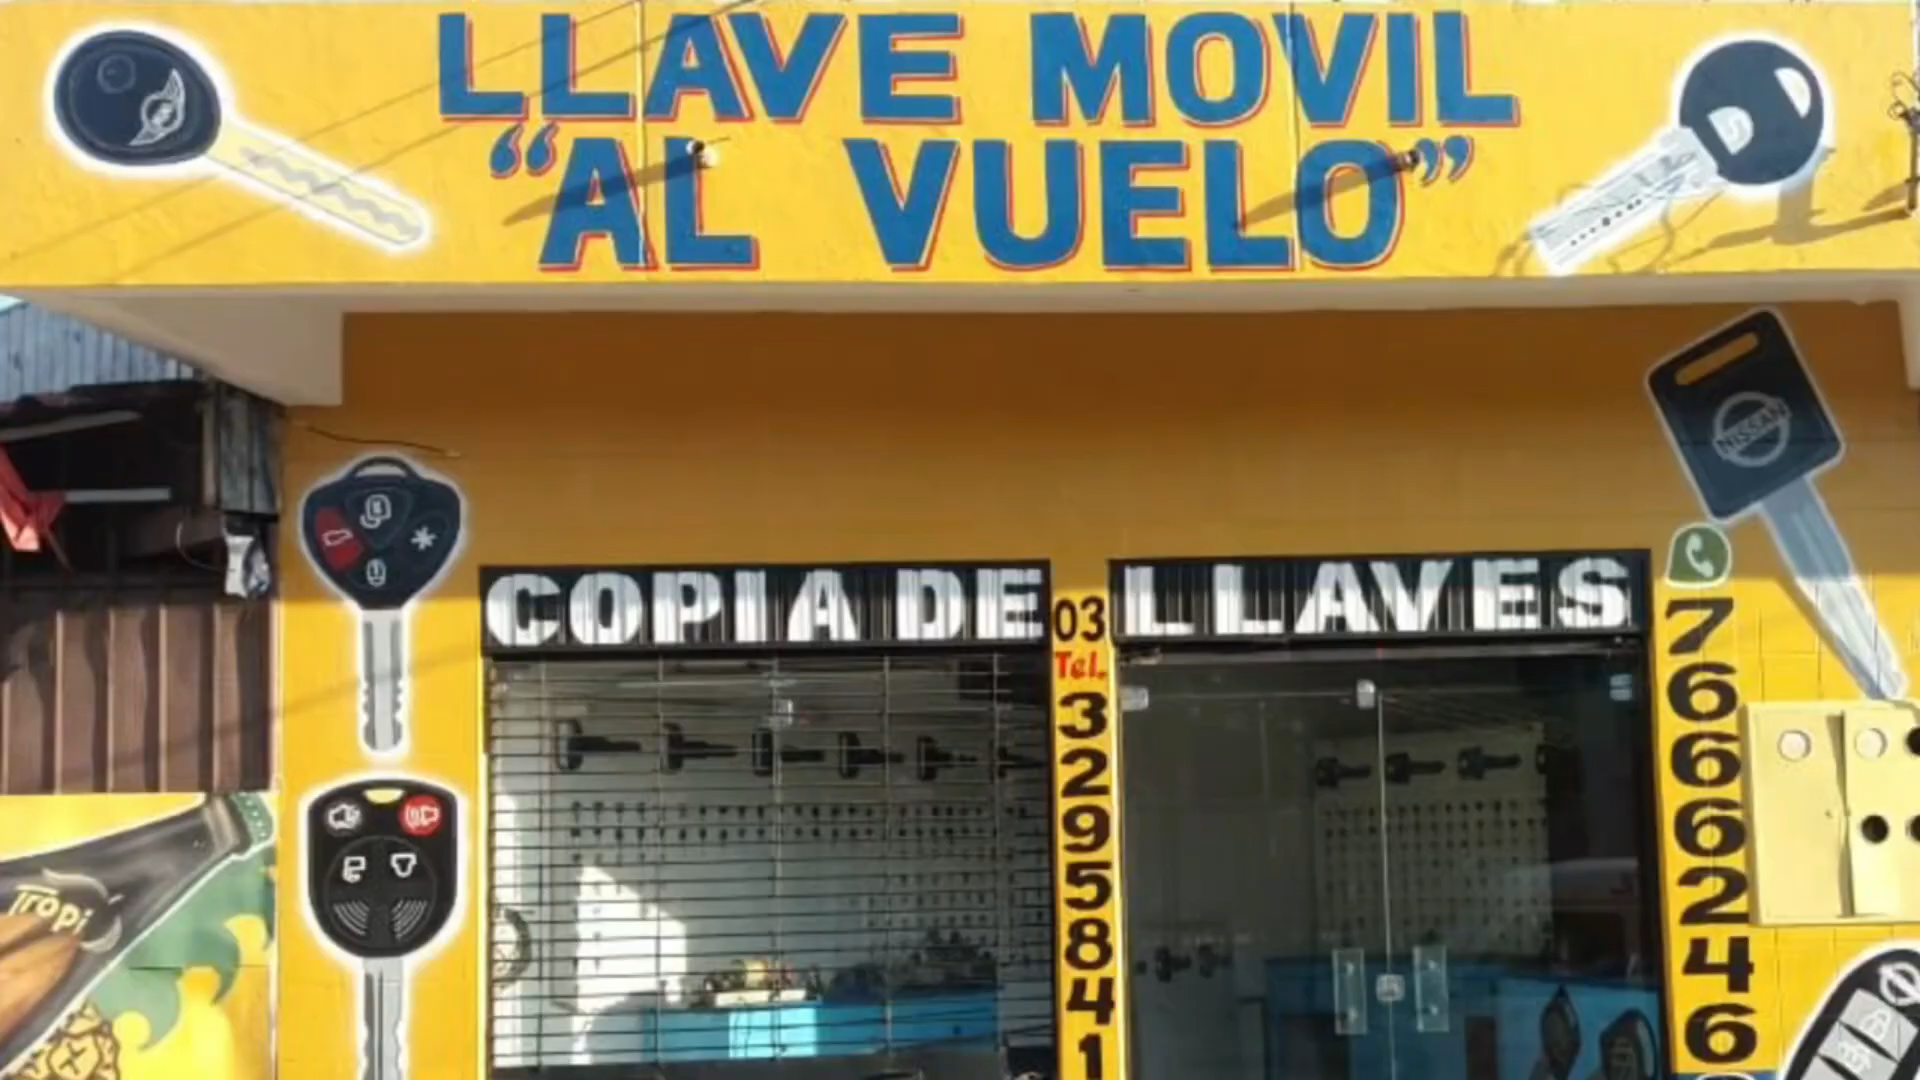 LLAVE MOVIL
“AL VUELO”
NISSAN
COPIA DE LLAVES
03
Tel.
3295841
7666246
Tropi